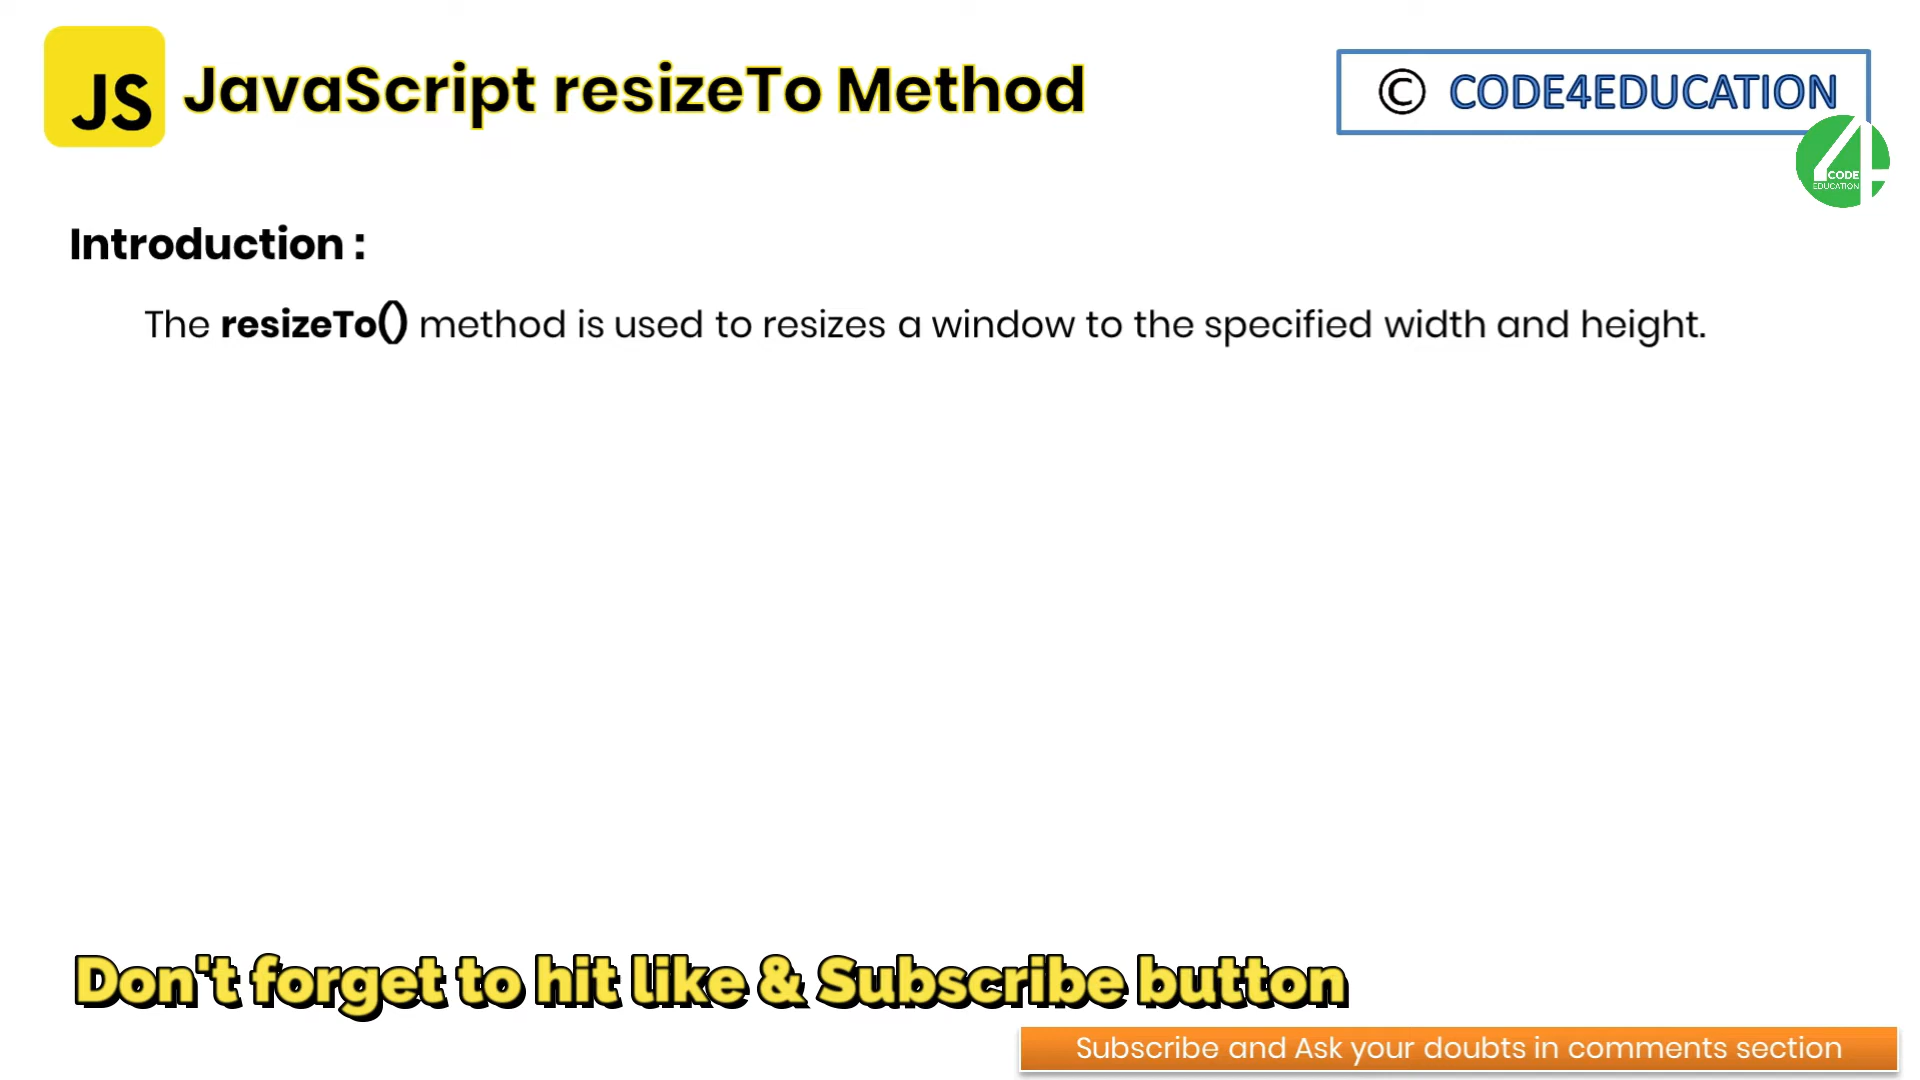 JS
JavaScript resizeTo Method
© CODE4EDUCATION
4
CODE
EDUCATION
Introduction :
The resizeTo() method is used to resizes a window to the specified width and height.
Don't forget to hit like & Subscribe button
Subscribe and Ask your doubts in comments section